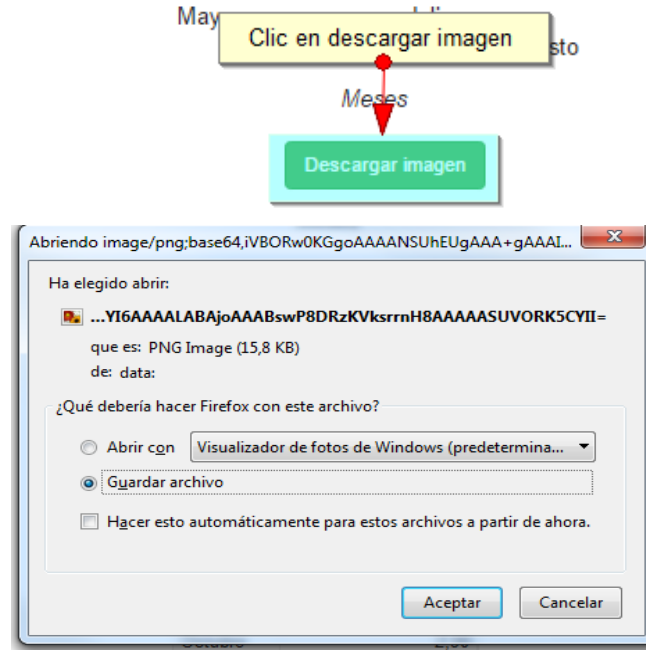 May
Clic en descargar imagen
sto
Meses
Descargar imagen
Abriendo image/png;base64,iVBORw0KGgoAAAANSUhEUgAAA+gAAAI...
Ha elegido abrir:
...YI6AAAALABAjoAAABswP8DRzKVksrrnH8AAAAASUVORK5CYII=
que es: PNG Image (15,8 KB)
de: data:
¿Qué debería hacer Firefox con este archivo?
Abrir con Visualizador de fotos de Windows (predetermina...
Guardar archivo
Hacer esto automáticamente para estos archivos a partir de ahora.
Aceptar Cancelar